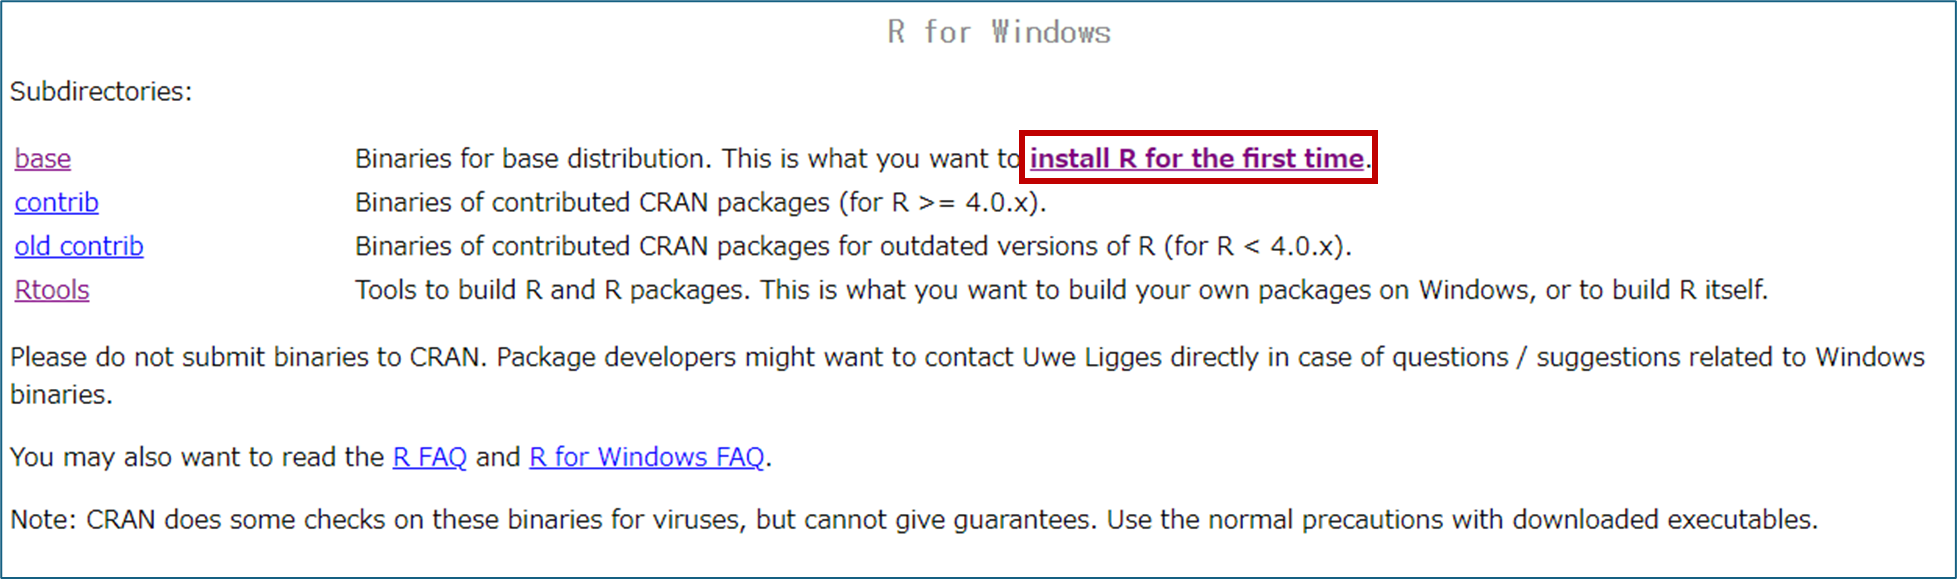 R for Windows
Subdirectories:
base Binaries for base distribution. This is what you want to install R for the first time.
contrib Binaries of contributed CRAN packages (for R >= 4.0.x).
old contrib Binaries of contributed CRAN packages for outdated versions of R (for R < 4.0.x).
Rtools Tools to build R and R packages. This is what you want to build your own packages on Windows, or to build R itself.
Please do not submit binaries to CRAN. Package developers might want to contact Uwe Ligges directly in case of questions / suggestions related to Windows
binaries.
You may also want to read the R FAQ and R for Windows FAQ.
Note: CRAN does some checks on these binaries for viruses, but cannot give guarantees. Use the normal precautions with downloaded executables.